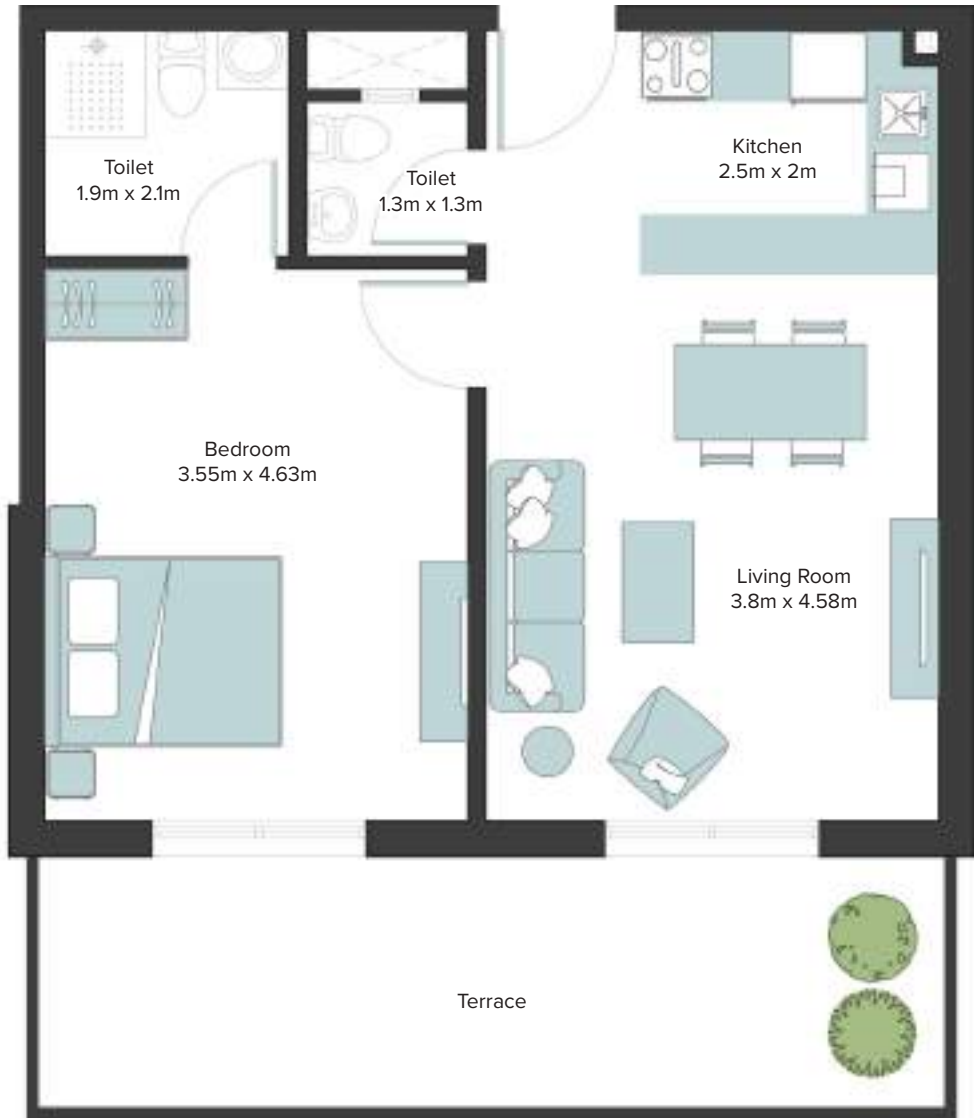 Toilet
1.9m x 2.1m
Toilet
1.3m x 1.3m
Kitchen
2.5m x 2m
Bedroom
3.55m x 4.63m
Living Room
3.8m x 4.58m
Terrace